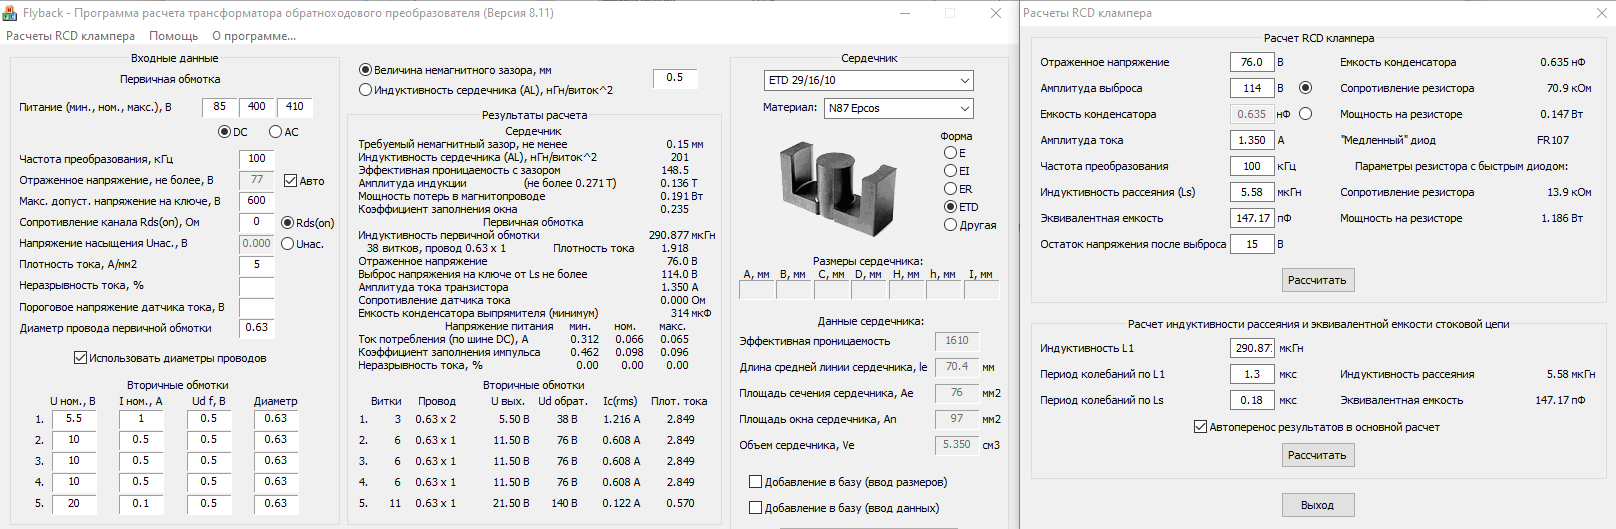 Flyback - Программа расчета трансформатора обратноходового преобразователя (Версия 8.11)
Расчеты RCD клампера Помощь О программе...
Входные данные
Первичная обмотка
Питание (мин., ном., макс.), В 85 400 410
DC AC
Частота преобразования, кГц 100
Отраженное напряжение, не более, В 77 Авто
Макс. допуст. напряжение на ключе, В 600
Сопротивление канала Rds(on), Ом 0 Rds(on)
Напряжение насыщения Uнас., В 0.000 Uнас.
Плотность тока, А/мм2 5
Неразрывность тока, %
Пороговое напряжение датчика тока, В
Диаметр провода первичной обмотки 0.63
Использовать диаметры проводов
Вторичные обмотки
U ном., В I ном., А Ud f, В Диаметр
1. 5.5 1 0.5 0.63
2. 10 0.5 0.5 0.63
3. 10 0.5 0.5 0.63
4. 10 0.5 0.5 0.63
5. 20 0.1 0.5 0.63
Величина немагнитного зазора, мм 0.5
Индуктивность сердечника (AL), нГн/виток^2
Результаты расчета
Сердечник
Требуемый немагнитный зазор, не менее 0.15 мм
Индуктивность сердечника (AL), нГн/виток^2 201
Эффективная проницаемость с зазором 148.5
Амплитуда индукции (не более 0.271 Т) 0.136 Т
Мощность потерь в магнитопроводе 0.191 Вт
Коэффициент заполнения окна 0.235
Первичная обмотка
Индуктивность первичной обмотки 290.877 мкГн
38 витков, провод 0.63 x 1 Плотность тока 1.918
Отраженное напряжение 76.0 В
Выброс напряжения на ключе от Ls не более 114.0 В
Амплитуда тока транзистора 1.350 А
Сопротивление датчика тока 0.000 Ом
Емкость конденсатора выпрямителя (минимум) 314 мкФ
Напряжение питания мин. ном. макс.
Ток потребления (по шине DC), А 0.312 0.066 0.065
Коэффициент заполнения импульса 0.462 0.098 0.096
Неразрывность тока, % 0.00 0.00 0.00
Вторичные обмотки
Витки Провод U вых. Ud обрат. Ic(rms) Плот. тока
1. 3 0.63 x 2 5.50 В 38 В 1.216 А 2.849
2. 6 0.63 x 1 11.50 В 76 В 0.608 А 2.849
3. 6 0.63 x 1 11.50 В 76 В 0.608 А 2.849
4. 6 0.63 x 1 11.50 В 76 В 0.608 А 2.849
5. 11 0.63 x 1 21.50 В 140 В 0.122 А 0.570
Сердечник
ETD 29/16/10
Материал: N87 Epcos
Форма
E
EI
ER
ETD
Другая
Размеры сердечника:
A, мм B, мм C, мм D, мм H, мм h, мм I, мм
Данные сердечника:
Эффективная проницаемость 1610
Длина средней линии сердечника, le 70.4 мм
Площадь сечения сердечника, Ae 76 мм2
Площадь окна сердечника, An 97 мм2
Объем сердечника, Ve 5.350 см3
Добавление в базу (ввод размеров)
Добавление в базу (ввод данных)
Расчеты RCD клампера
Расчет RCD клампера
Отраженное напряжение 76.0 В Емкость конденсатора 0.635 нФ
Амплитуда выброса 114 В Сопротивление резистора 70.9 кОм
Емкость конденсатора 0.635 нФ Мощность на резисторе 0.147 Вт
Амплитуда тока 1.350 А "Медленный" диод FR107
Частота преобразования 100 кГц Параметры резистора с быстрым диодом:
Индуктивность рассеяния (Ls) 5.58 мкГн Сопротивление резистора 13.9 кОм
Эквивалентная емкость 147.17 пФ Мощность на резисторе 1.186 Вт
Остаток напряжения после выброса 15 В
Рассчитать
Расчет индуктивности рассеяния и эквивалентной емкости стоковой цепи
Индуктивность L1 290.877 мкГн
Период колебаний по L1 1.3 мкс Индуктивность рассеяния 5.58 мкГн
Период колебаний по Ls 0.18 мкс Эквивалентная емкость 147.17 пФ
Автоперенос результатов в основной расчет
Рассчитать
Выход